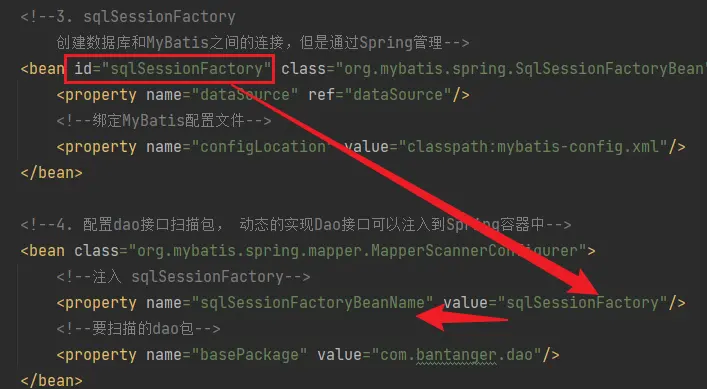 <!--3. sqlSessionFactory
创建数据库和MyBatis之间的连接，但是通过Spring管理-->
<bean id="sqlSessionFactory" class="org.mybatis.spring.SqlSessionFactoryBean"
<property name="dataSource" ref="dataSource"/>
<!--绑定MyBatis配置文件-->
<property name="configLocation" value="classpath:mybatis-config.xml"/>
</bean>
<!--4. 配置dao接口扫描包， 动态的实现Dao接口可以注入到Spring容器中-->
<bean class="org.mybatis.spring.mapper.MapperScannerConfigurer">
<!--注入 sqlSessionFactory-->
<property name="sqlSessionFactoryBeanName" value="sqlSessionFactory"/>
<!--要扫描的dao包-->
<property name="basePackage" value="com.bantanger.dao"/>
</bean>